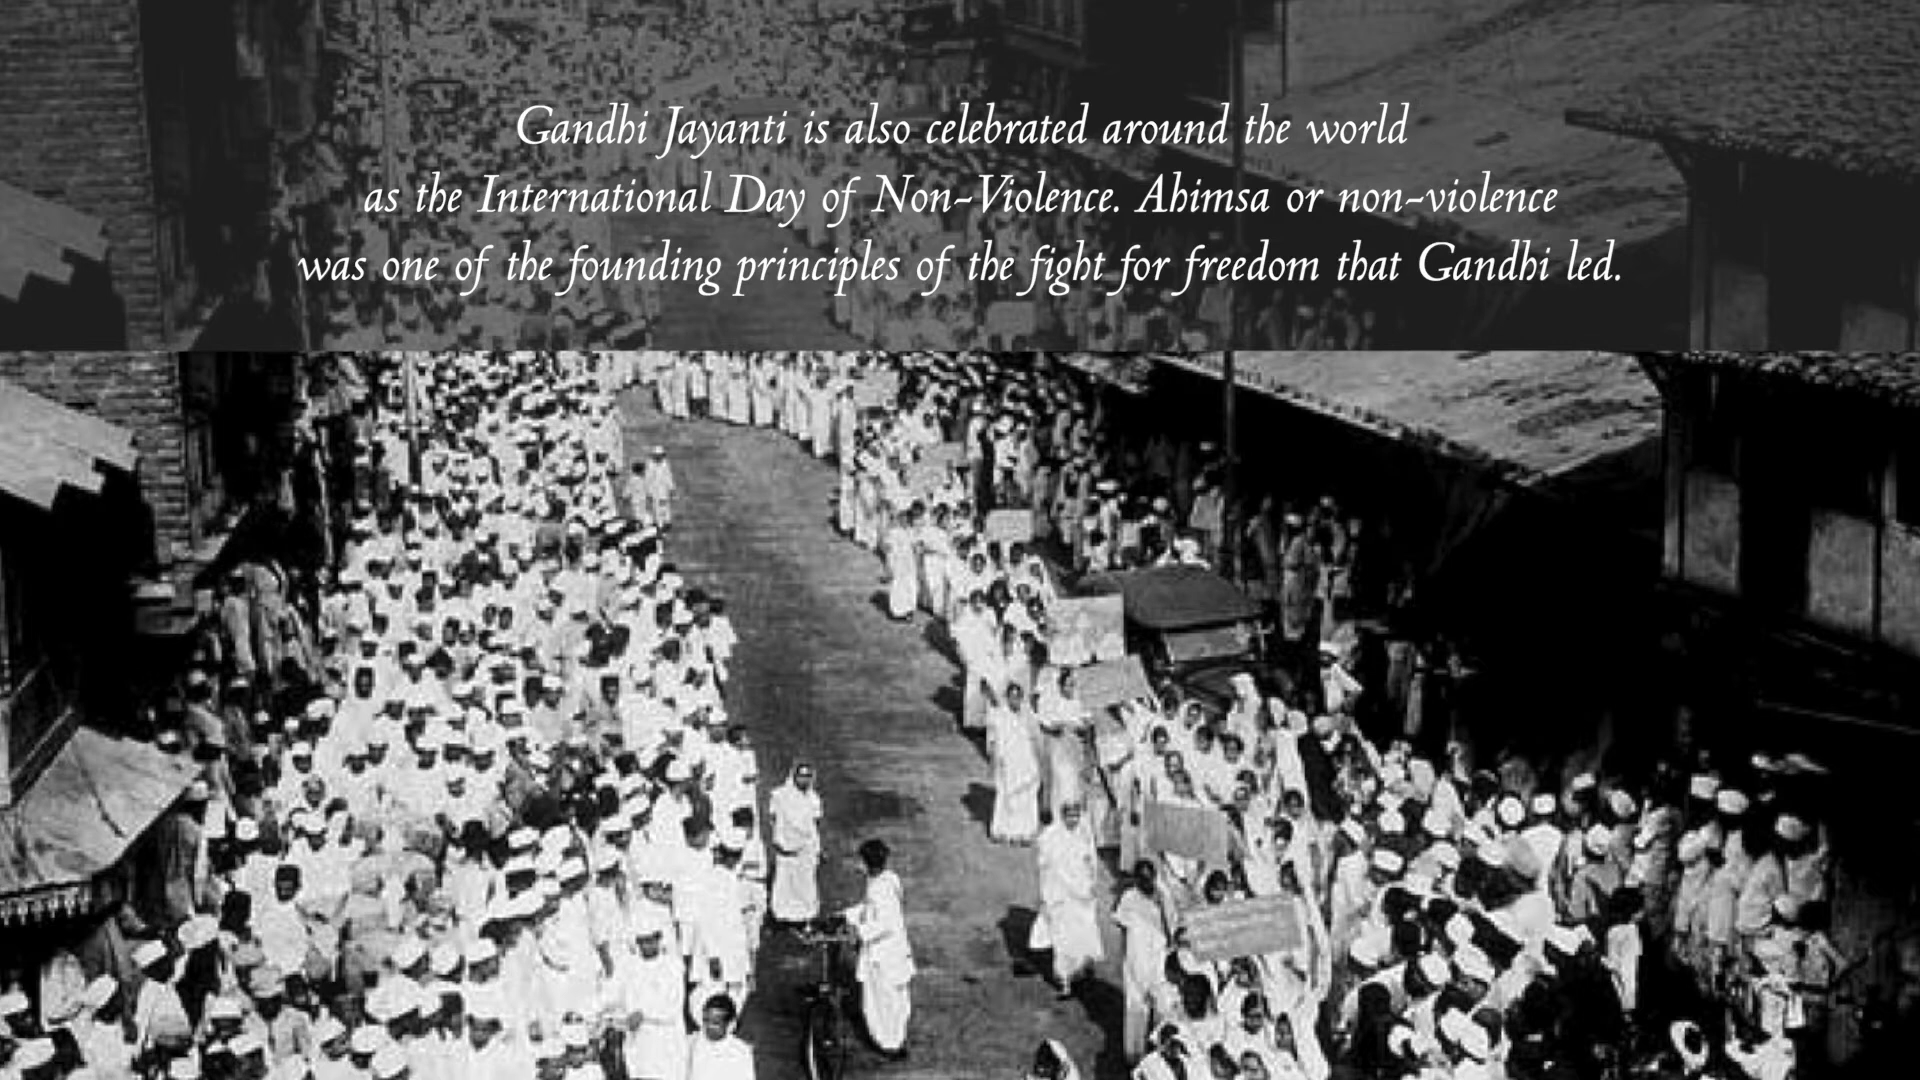 Gandhi Jayanti is also celebrated around the world
as the International Day of Non-Violence. Ahimsa or non-violence
was one of the founding principles of the fight for freedom that Gandhi led.